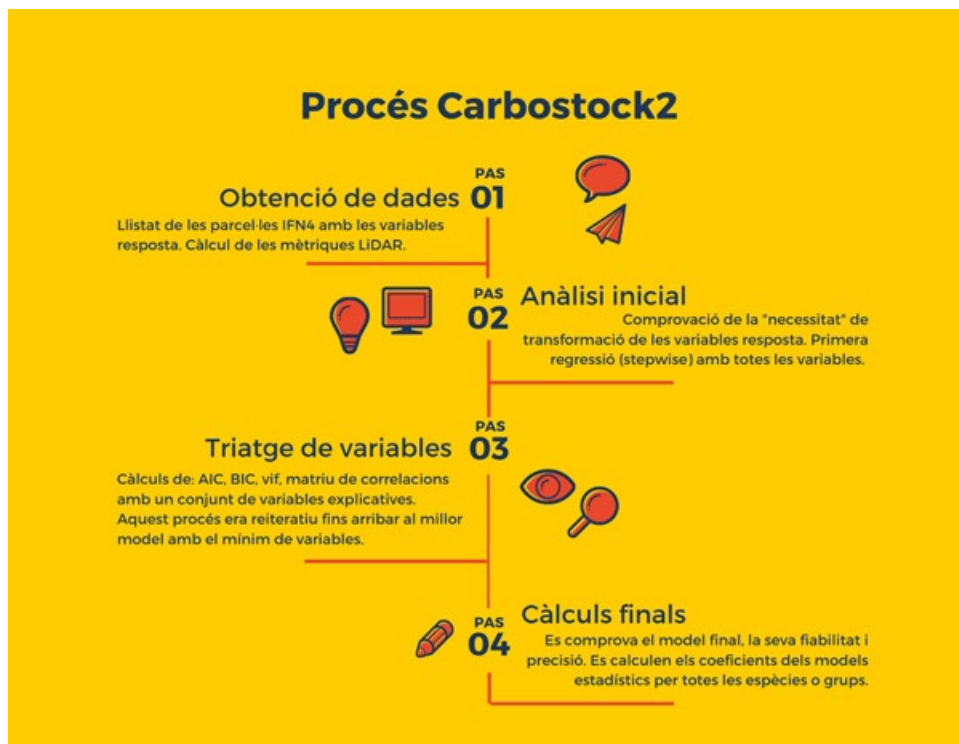 Procés Carbostock2
PAS
01
Obtenció de dades
Llistat de les parcel·les IFN4 amb les variables
resposta. Càlcul de les mètriques LiDAR.
PAS
02
Anàlisi inicial
Comprovació de la "necessitat" de
transformació de les variables resposta. Primera
regressió (stepwise) amb totes les variables.
PAS
03
Triatge de variables
Càlculs de: AIC, BIC, vif, matriu de correlacions
amb un conjunt de variables explicatives.
Aquest procés era reiteratiu fins arribar al millor
model amb el mínim de variables.
PAS
04
Càlculs finals
Es comprova el model final, la seva fiabilitat i
precisió. Es calculen els coeficients dels models
estadístics per totes les espècies o grups.